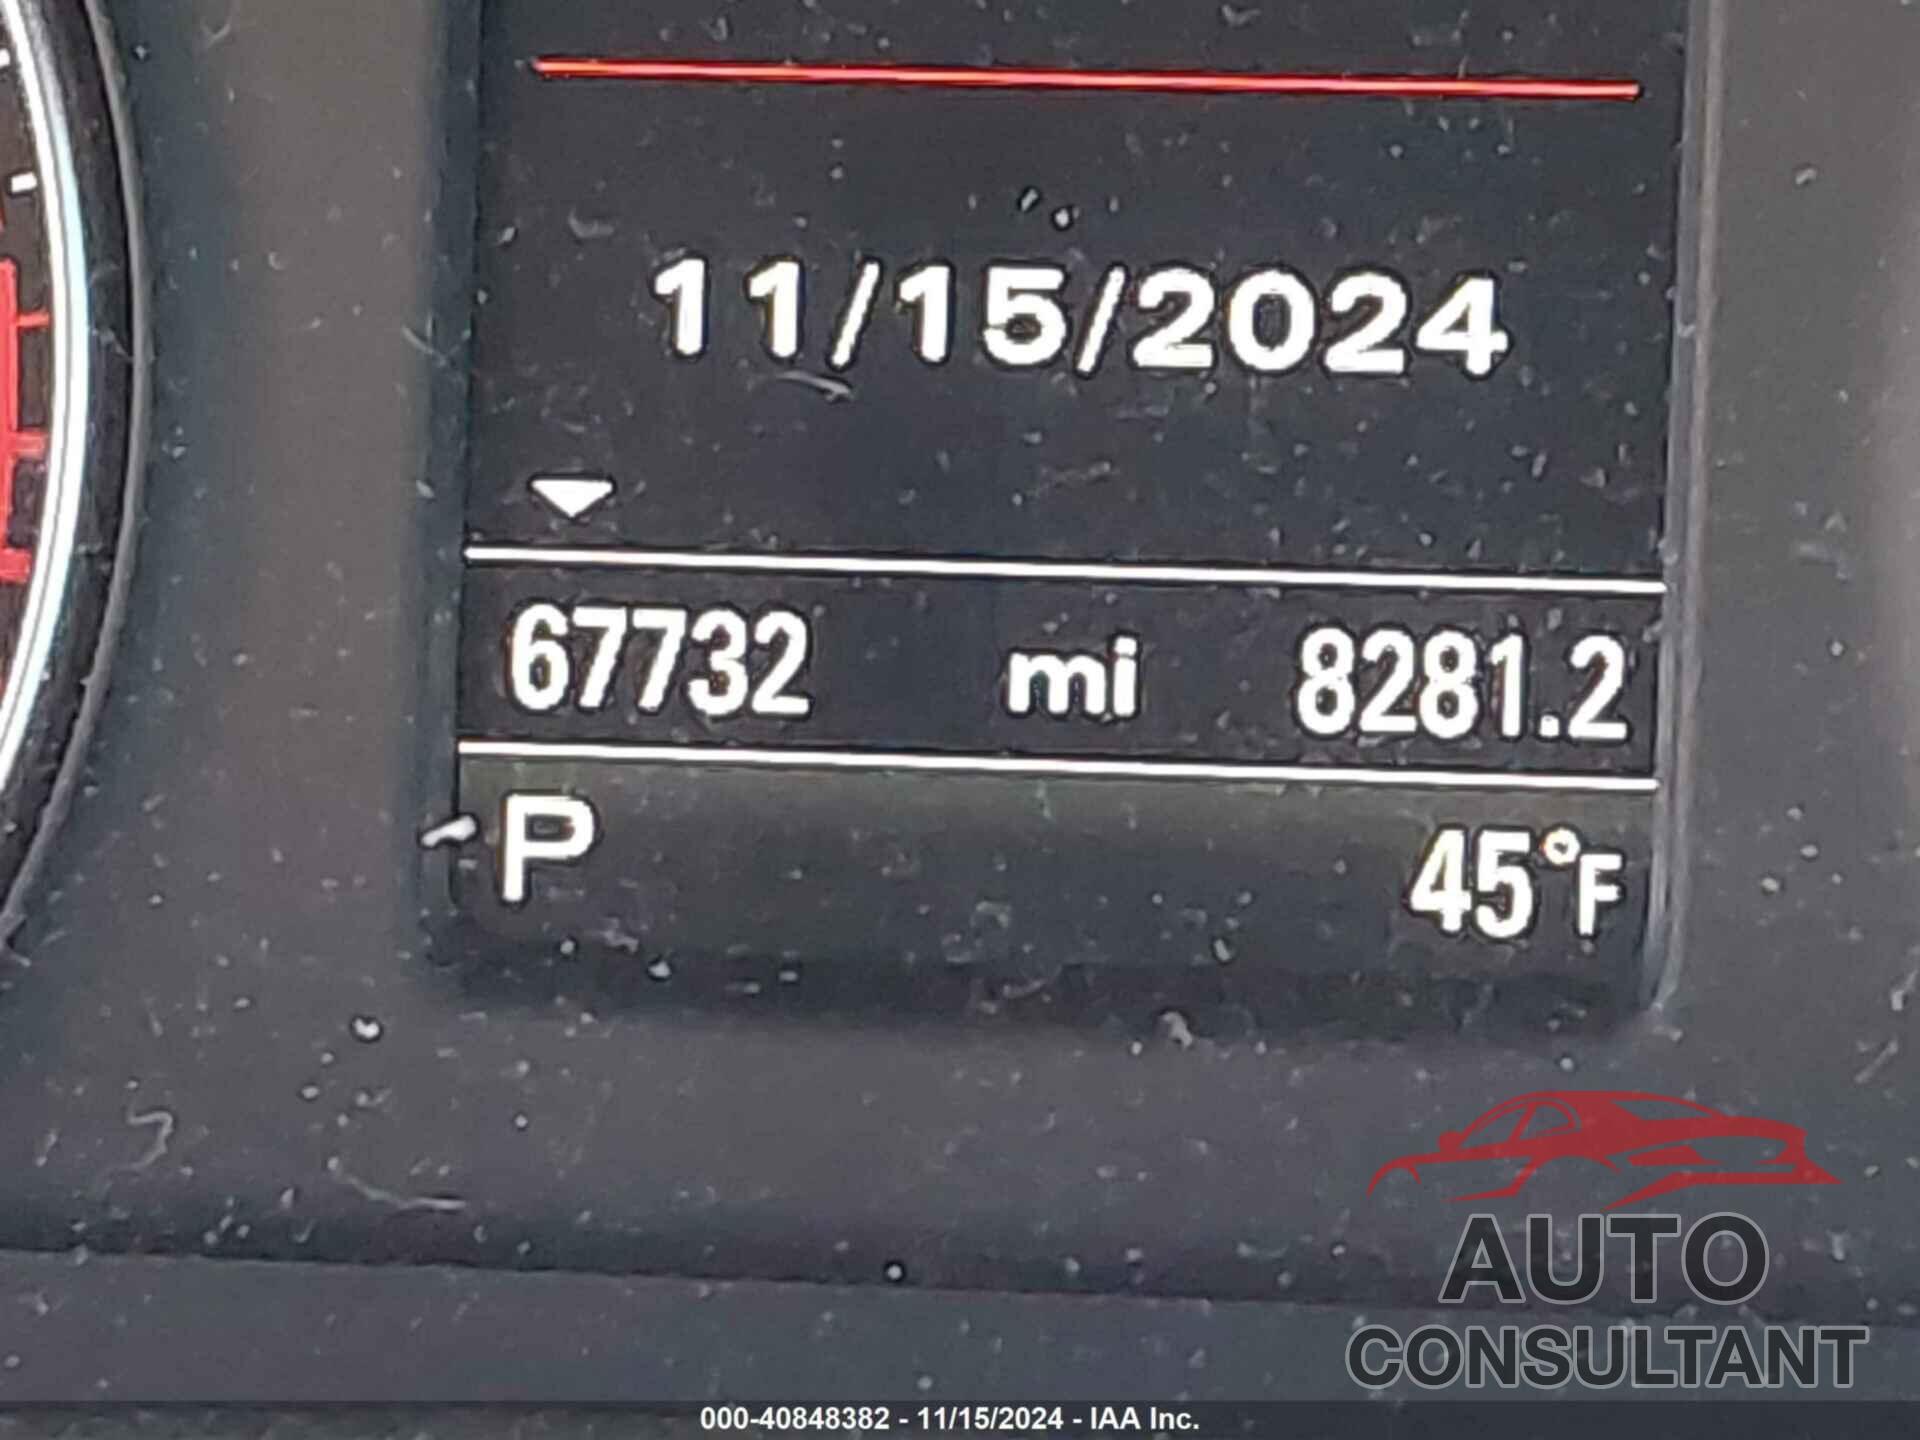 11/15/2024
67732 mi 8281.2
P 45°F
AUTO
CONSULTANT
000-40848382 - 11/15/2024 - IAA Inc.